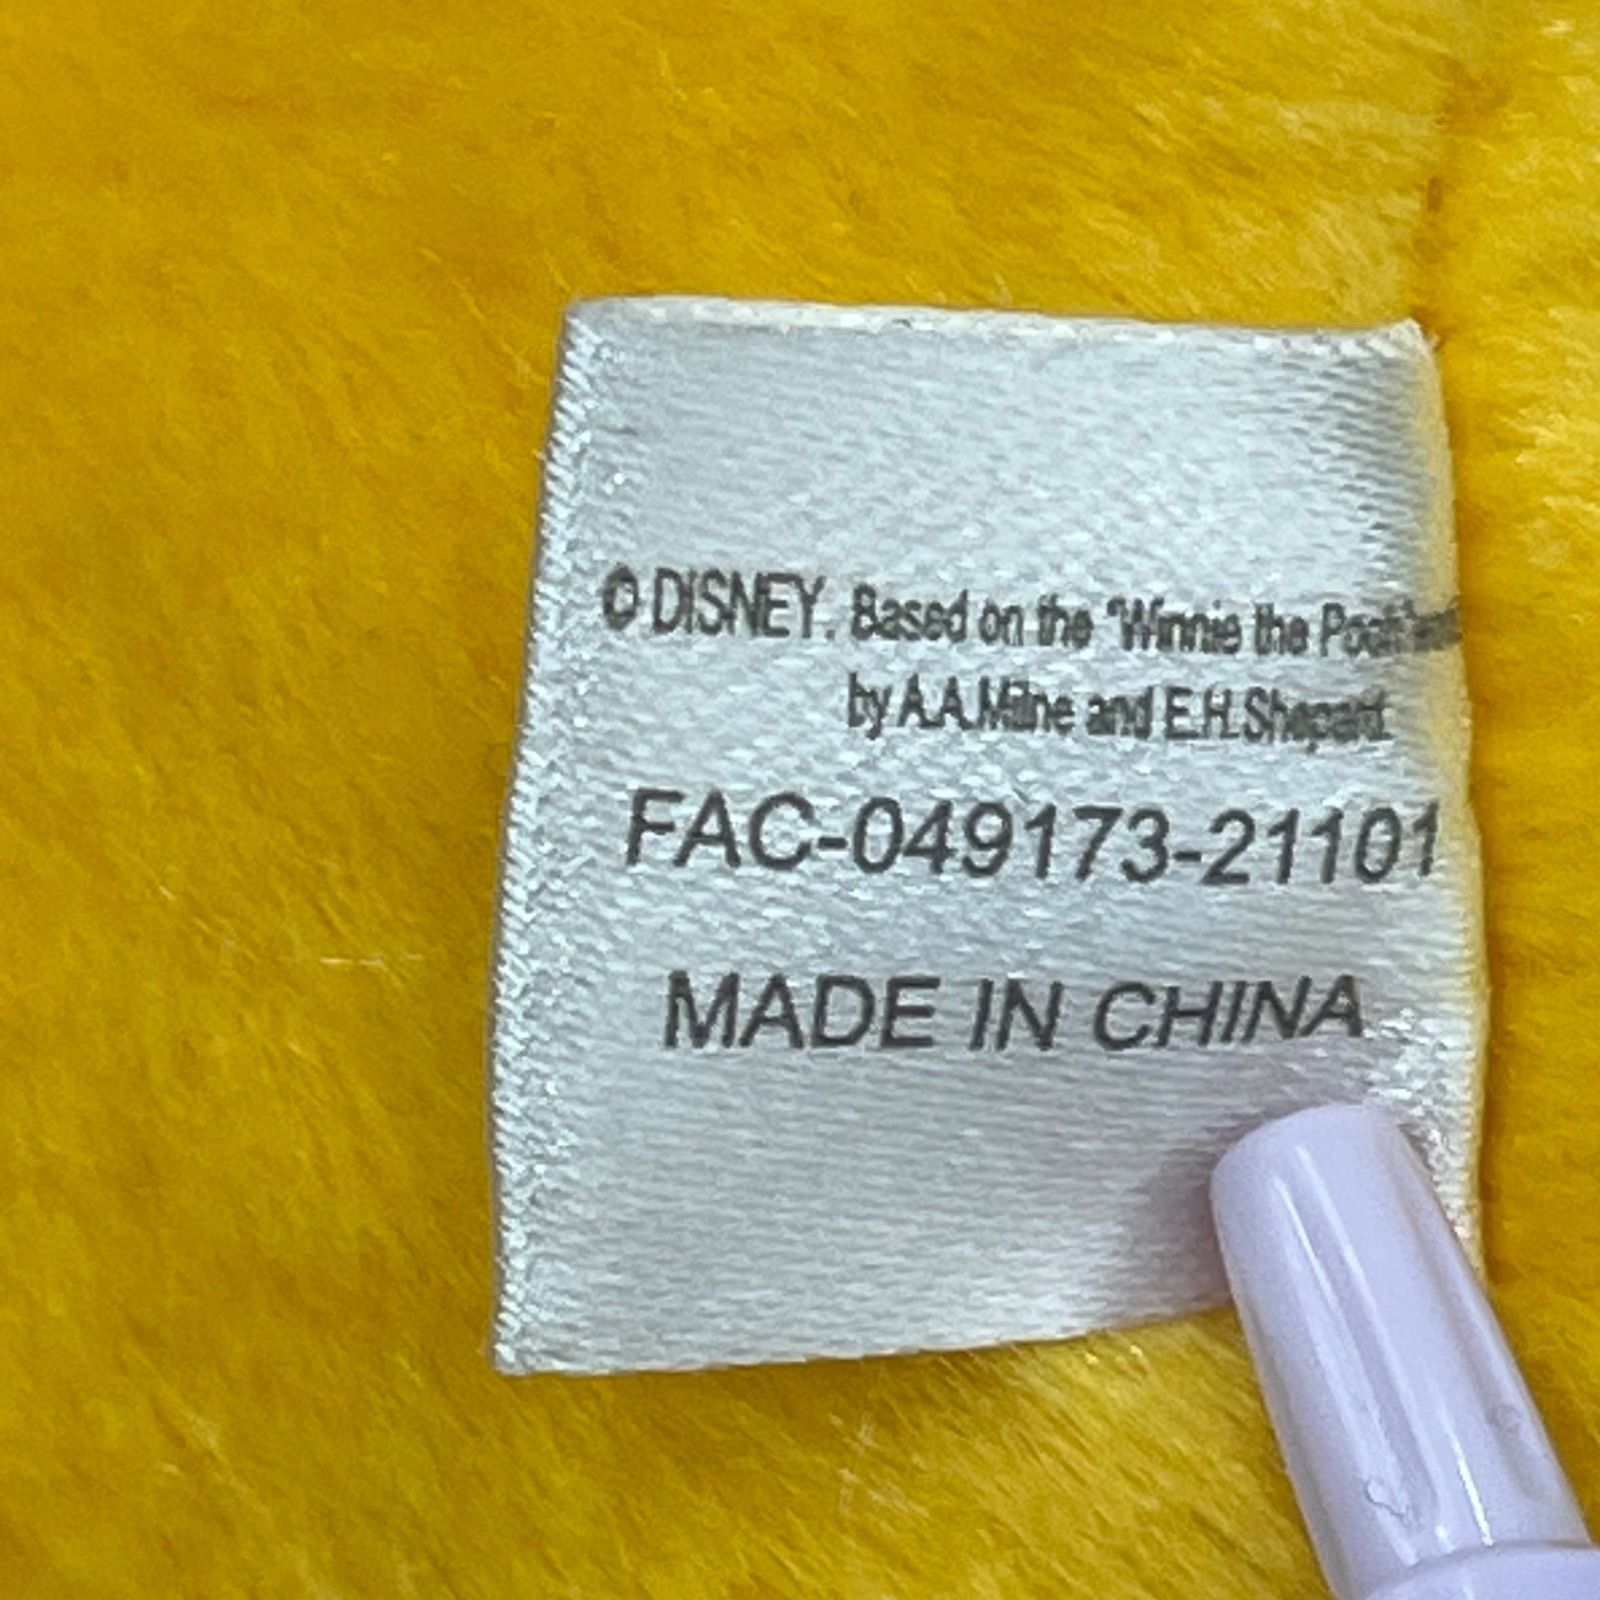 © DISNEY. Based on the "Winnie the Pooh"
by A.A.Milne and E.H.Shepard.
FAC-049173-21101
MADE IN CHINA